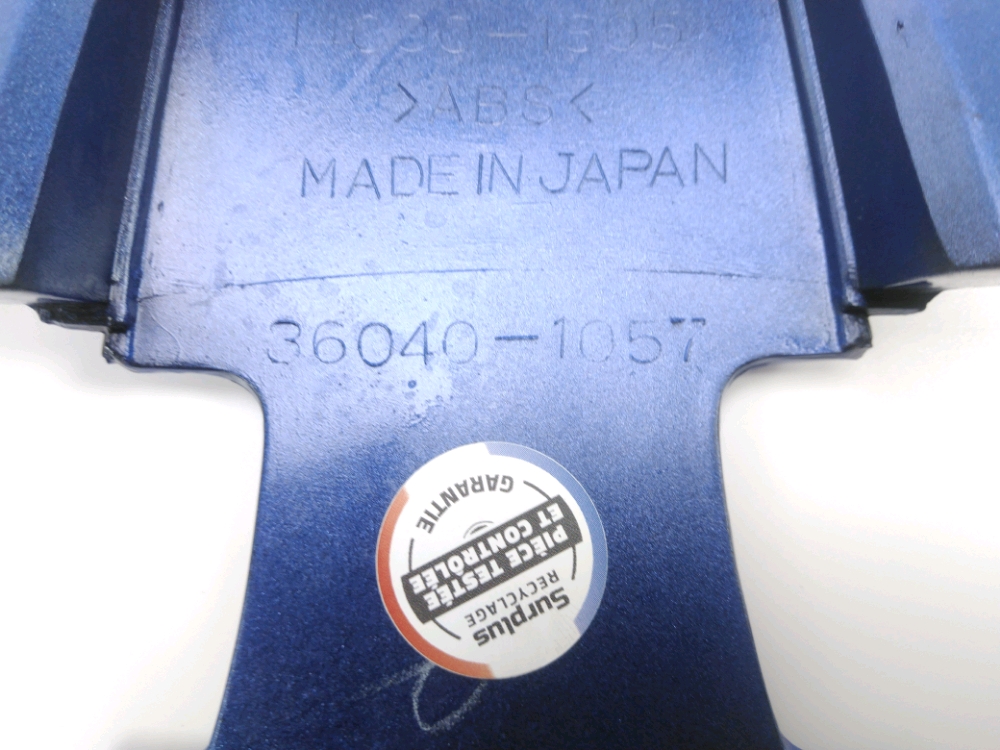 >ABS<
MADE IN JAPAN
36040-1057
GARANTIE
PIÈCE TESTÉE
ET CONTRÔLÉE
Surplus
RECYCLAGE